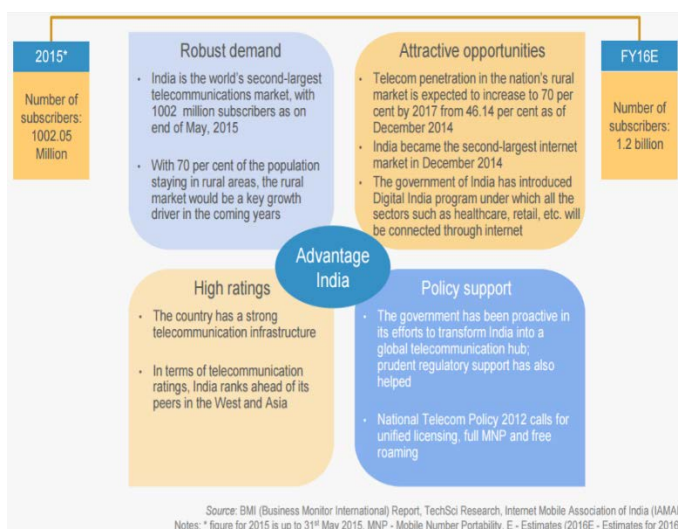 2015*
Number of
subscribers:
1002.05
Million
Robust demand
• India is the world's second-largest
telecommunications market, with
1002 million subscribers as on
end of May, 2015
• With 70 per cent of the population
staying in rural areas, the rural
market would be a key growth
driver in the coming years
Attractive opportunities
• Telecom penetration in the nation's rural
market is expected to increase to 70 per
cent by 2017 from 46.14 per cent as of
December 2014
• India became the second-largest internet
market in December 2014
• The government of India has introduced
Digital India program under which all the
sectors such as healthcare, retail, etc. will
be connected through internet
FY16E
Number of
subscribers:
1.2 billion
Advantage
India
High ratings
• The country has a strong
telecommunication infrastructure
• In terms of telecommunication
ratings, India ranks ahead of its
peers in the West and Asia
Policy support
• The government has been proactive in
its efforts to transform India into a
global telecommunication hub;
prudent regulatory support has also
helped
• National Telecom Policy 2012 calls for
unified licensing, full MNP and free
roaming
Source: BMI (Business Monitor International) Report, TechSci Research, Internet Mobile Association of India (IAMAI
Notes: * figure for 2015 is up to 31st May 2015, MNP - Mobile Number Portability, E - Estimates (2016E - Estimates for 2016